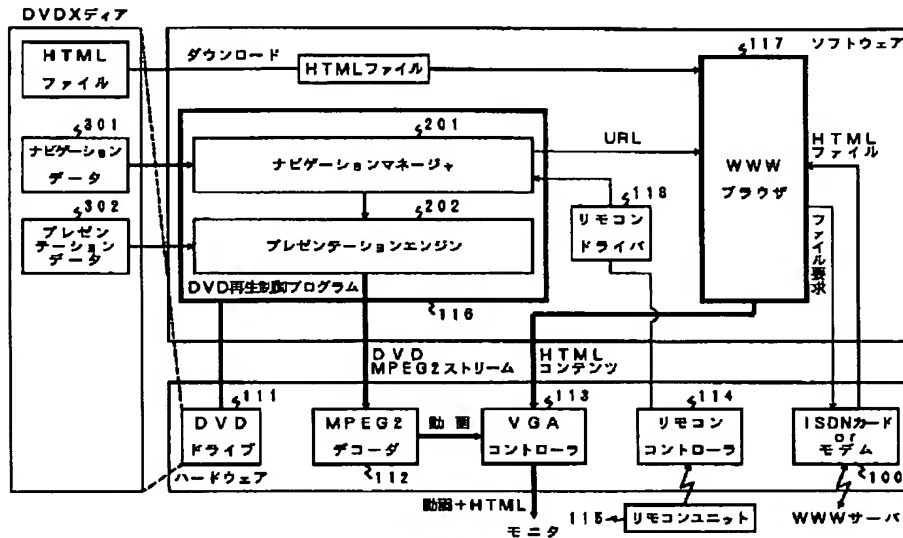 DVDXディア
HTML
ファイル
301
ナビゲーション
データ
302
プレゼン
テーション
データ
ダウンロード
HTMLファイル
ソフトウェア
117
WWW
ブラウザ
201
ナビゲーションマネージャ
URL
HTML
ファイル
202
プレゼンテーションエンジン
118
リモコン
ドライバ
ファイル要求
DVD再生制御プログラム
116
DVD
MPEG2ストリーム
HTML
コンテンツ
111
DVD
ドライブ
ハードウェア
MPEG2
デコーダ
112
動画
113
VGA
コントローラ
114
リモコン
コントローラ
ISDNカード
or
モデム
100
動画+HTML
モニタ
115
リモコンユニット
WWWサーバ